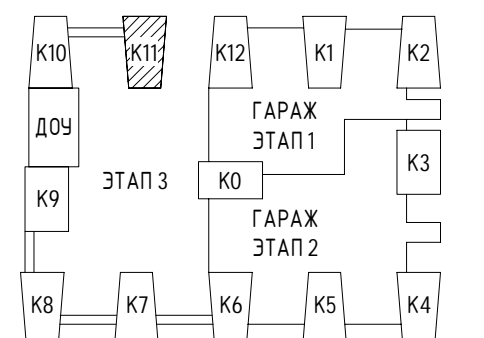 К10 К11 К12 К1 К2
ДОУ
ГАРАЖ
ЭТАП 1
К3
К9
ЭТАП 3
К0
ГАРАЖ
ЭТАП 2
К8 К7 К6 К5 К4